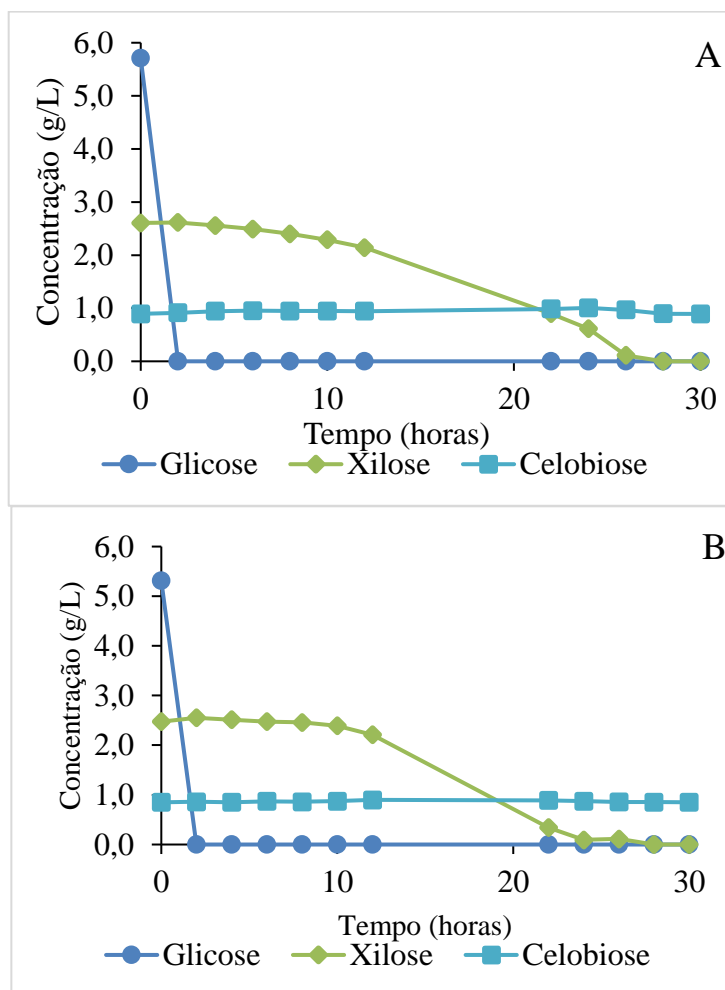 A
Concentração (g/L)
6,0
5,0
4,0
3,0
2,0
1,0
0,0
0 10 20 30
Tempo (horas)
Glicose Xilose Celobiose
B
Concentração (g/L)
6,0
5,0
4,0
3,0
2,0
1,0
0,0
0 10 20 30
Tempo (horas)
Glicose Xilose Celobiose